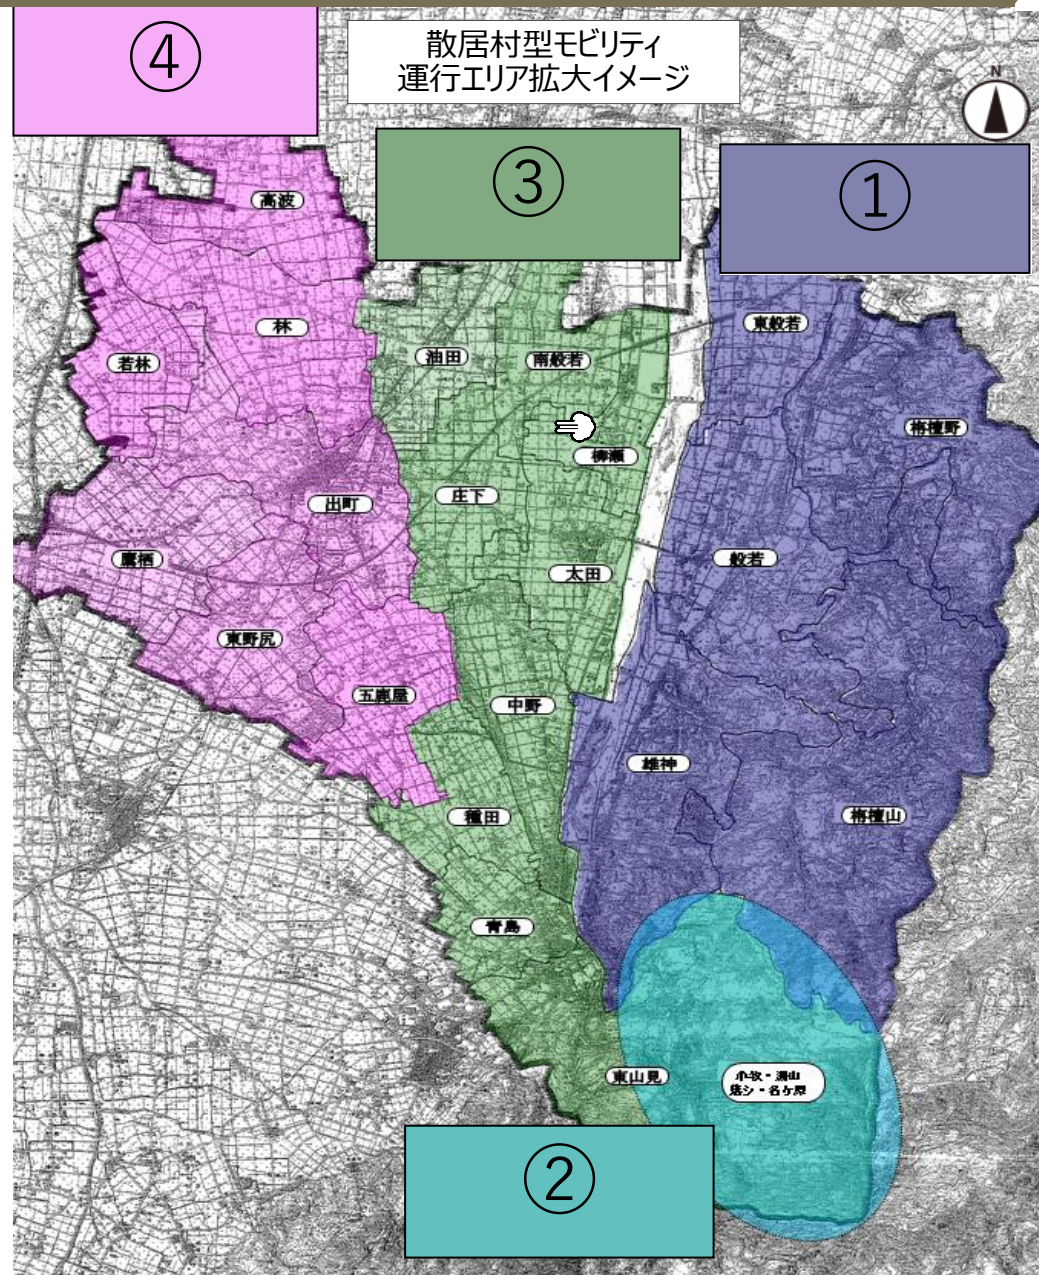 ④
散居村型モビリティ
運行エリア拡大イメージ
N
③
①
高波
林
若林
油田
南般若
東般若
栴檀野
柳瀬
庄下
出町
鷹栖
太田
般若
東野尻
五鹿屋
中野
雄神
種田
栴檀山
青島
東山見
小牧・湯山
落シ・名ケ原
②